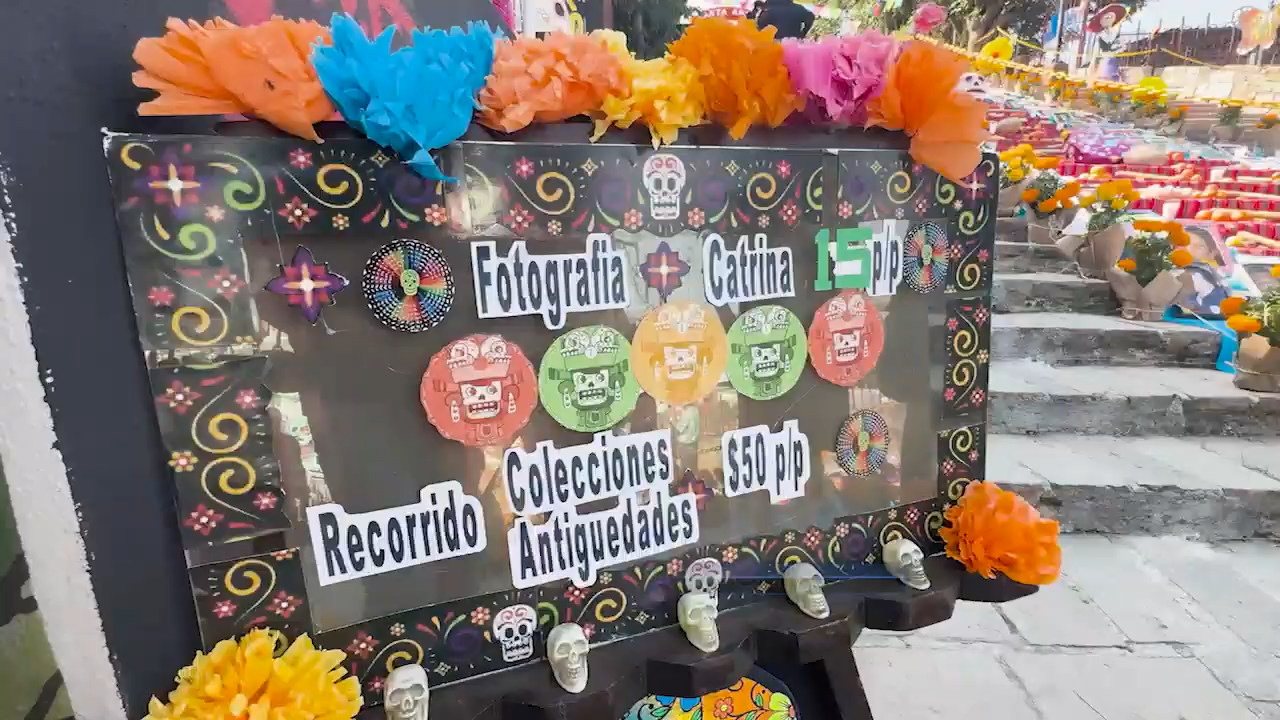 Fotografia Catrina 15 p/p
Recorrido Colecciones $50 p/p
Antiguedades